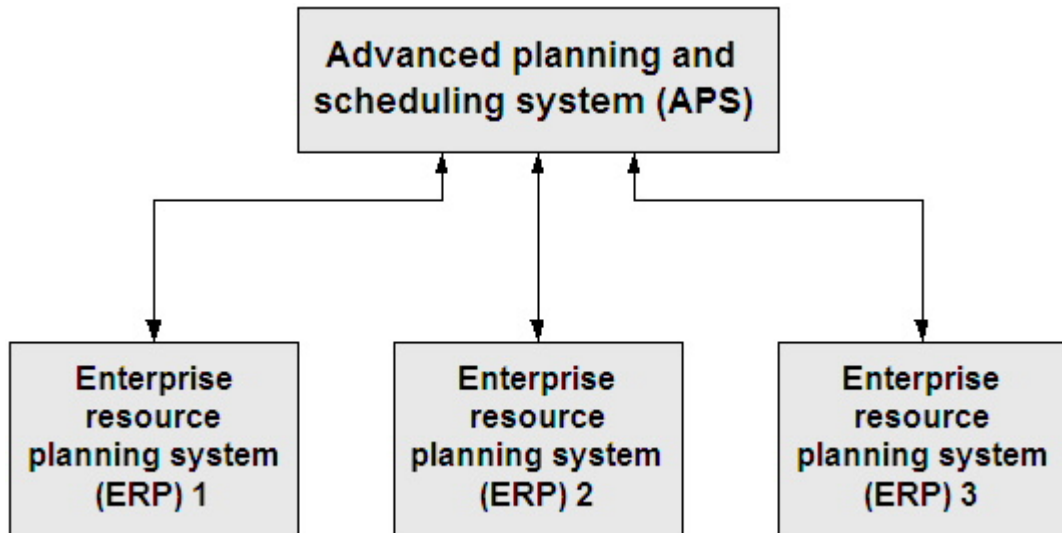 Advanced planning and
scheduling system (APS)
Enterprise
resource
planning system
(ERP) 1
Enterprise
resource
planning system
(ERP) 2
Enterprise
resource
planning system
(ERP) 3